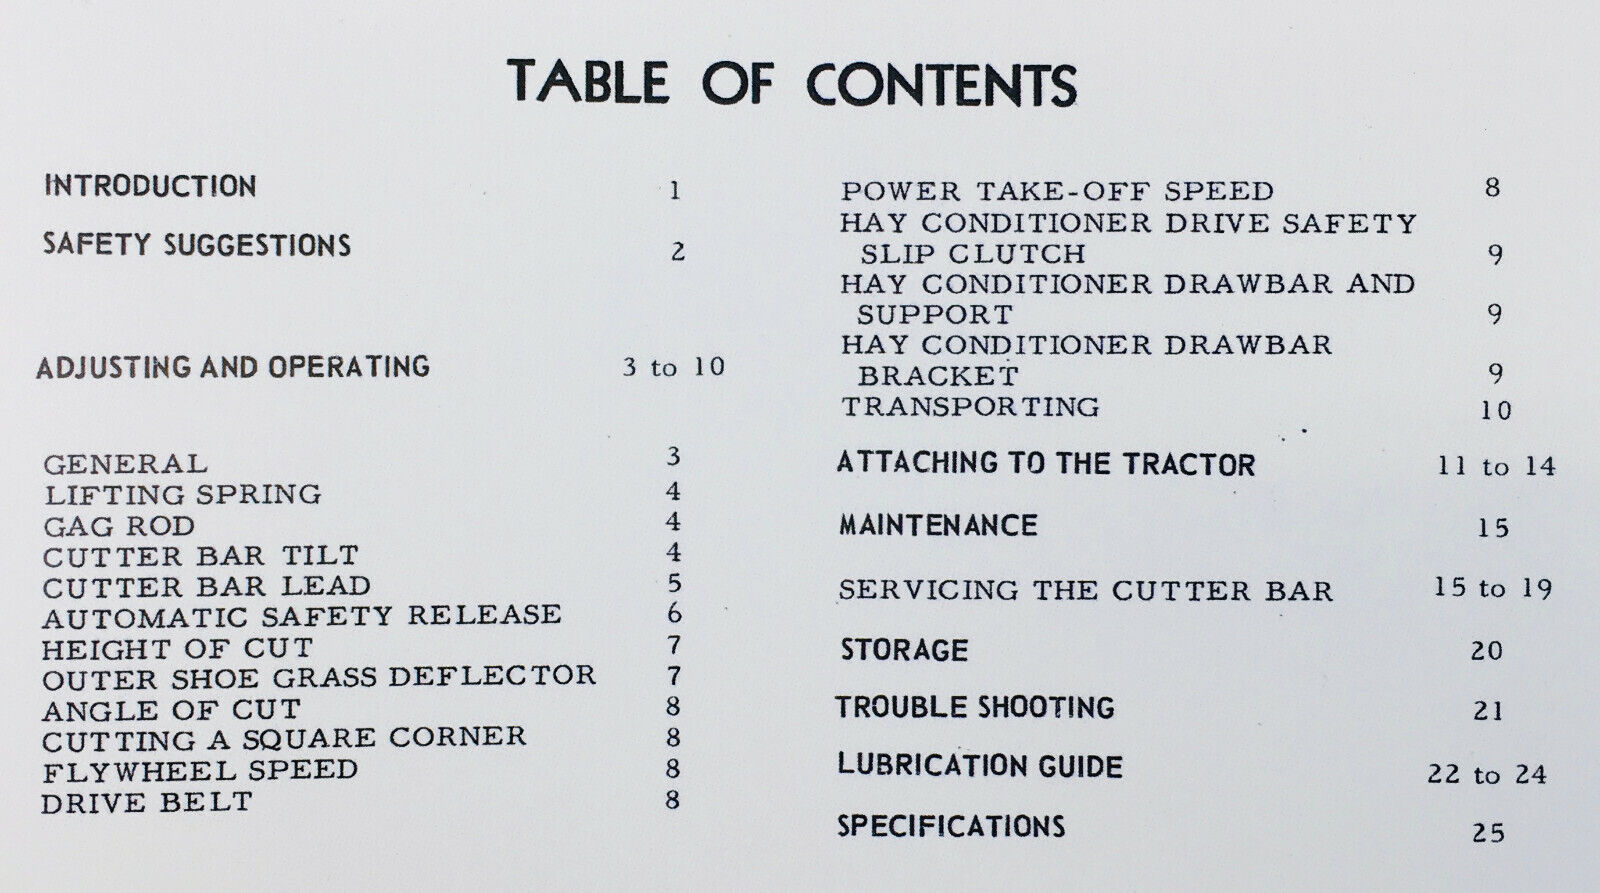 TABLE OF CONTENTS
INTRODUCTION 1
SAFETY SUGGESTIONS 2
ADJUSTING AND OPERATING 3 to 10
GENERAL 3
LIFTING SPRING 4
GAG ROD 4
CUTTER BAR TILT 4
CUTTER BAR LEAD 5
AUTOMATIC SAFETY RELEASE 6
HEIGHT OF CUT 7
OUTER SHOE GRASS DEFLECTOR 7
ANGLE OF CUT 8
CUTTING A SQUARE CORNER 8
FLYWHEEL SPEED 8
DRIVE BELT 8
POWER TAKE-OFF SPEED 8
HAY CONDITIONER DRIVE SAFETY
SLIP CLUTCH 9
HAY CONDITIONER DRAWBAR AND
SUPPORT 9
HAY CONDITIONER DRAWBAR
BRACKET 9
TRANSPORTING 10
ATTACHING TO THE TRACTOR 11 to 14
MAINTENANCE 15
SERVICING THE CUTTER BAR 15 to 19
STORAGE 20
TROUBLE SHOOTING 21
LUBRICATION GUIDE 22 to 24
SPECIFICATIONS 25